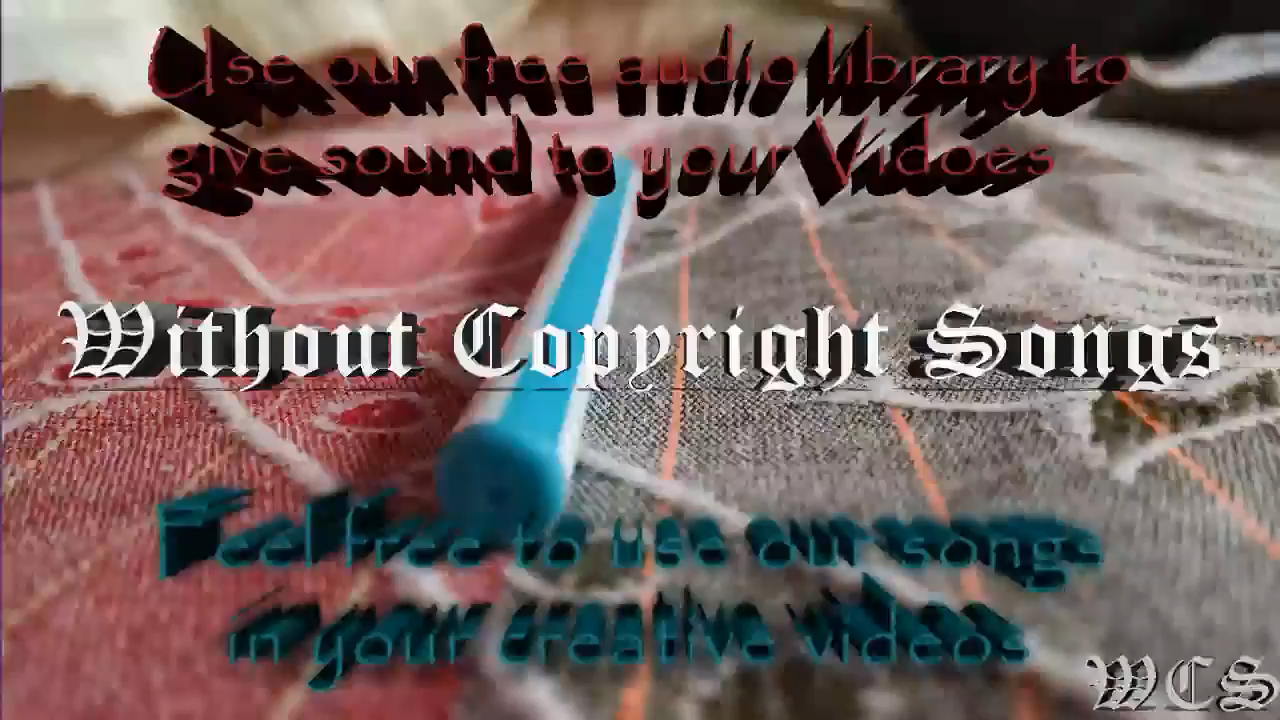 Use our free audio library to
give sound to your Vidoes
Without Copyright Songs
Feel free to use our songs
in your creative videos
WCS